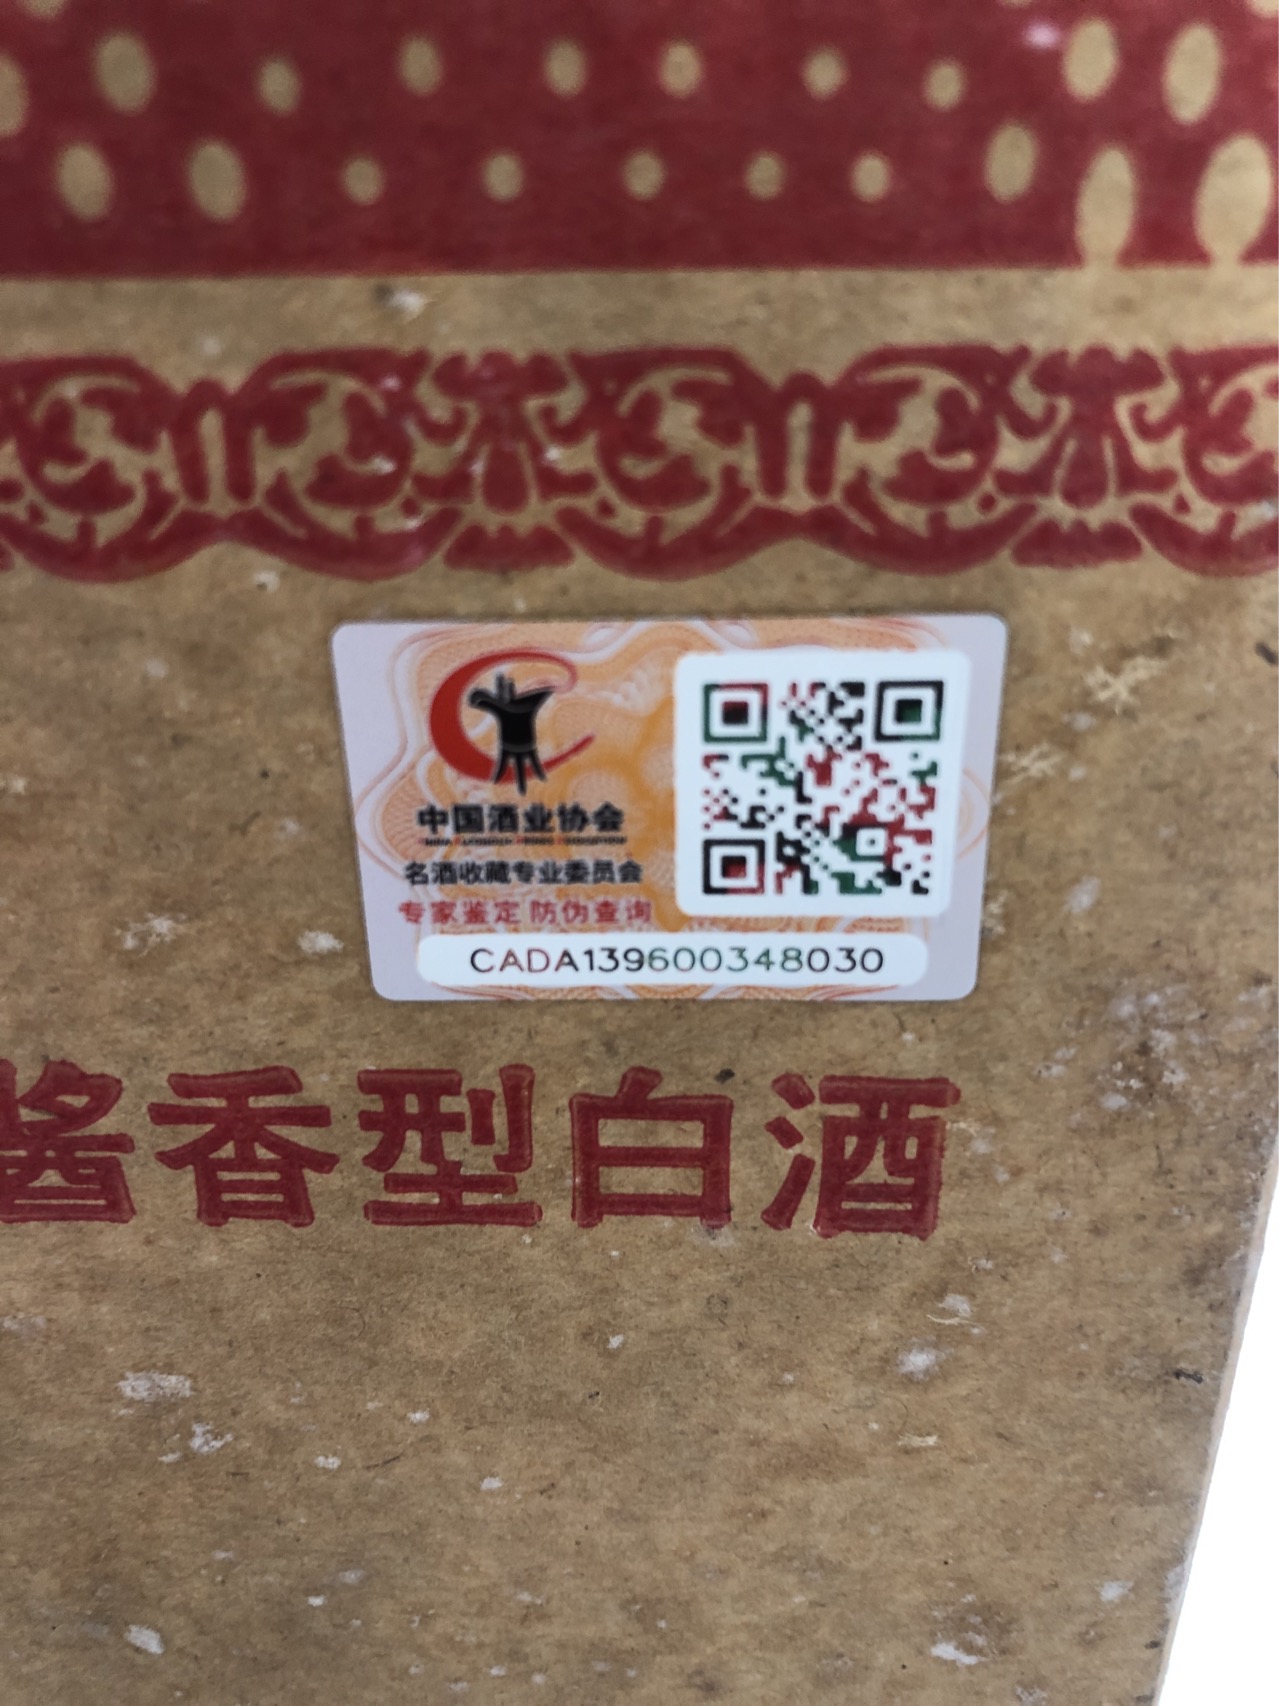 中国酒业协会
名酒收藏专业委员会
专家鉴定 防伪查询
CADA139600348030
酱香型白酒